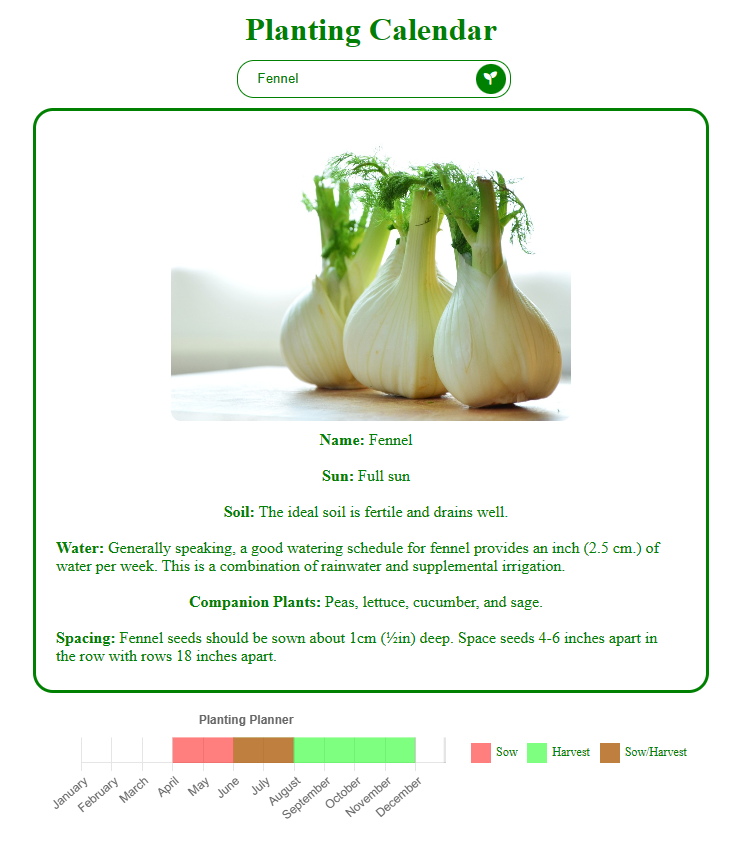 Planting Calendar
Fennel
Name: Fennel
Sun: Full sun
Soil: The ideal soil is fertile and drains well.
Water: Generally speaking, a good watering schedule for fennel provides an inch (2.5 cm.) of
water per week. This is a combination of rainwater and supplemental irrigation.
Companion Plants: Peas, lettuce, cucumber, and sage.
Spacing: Fennel seeds should be sown about 1cm (½in) deep. Space seeds 4-6 inches apart in
the row with rows 18 inches apart.
Planting Planner
Sow Harvest Sow/Harvest
January February March April May June July August September October November December